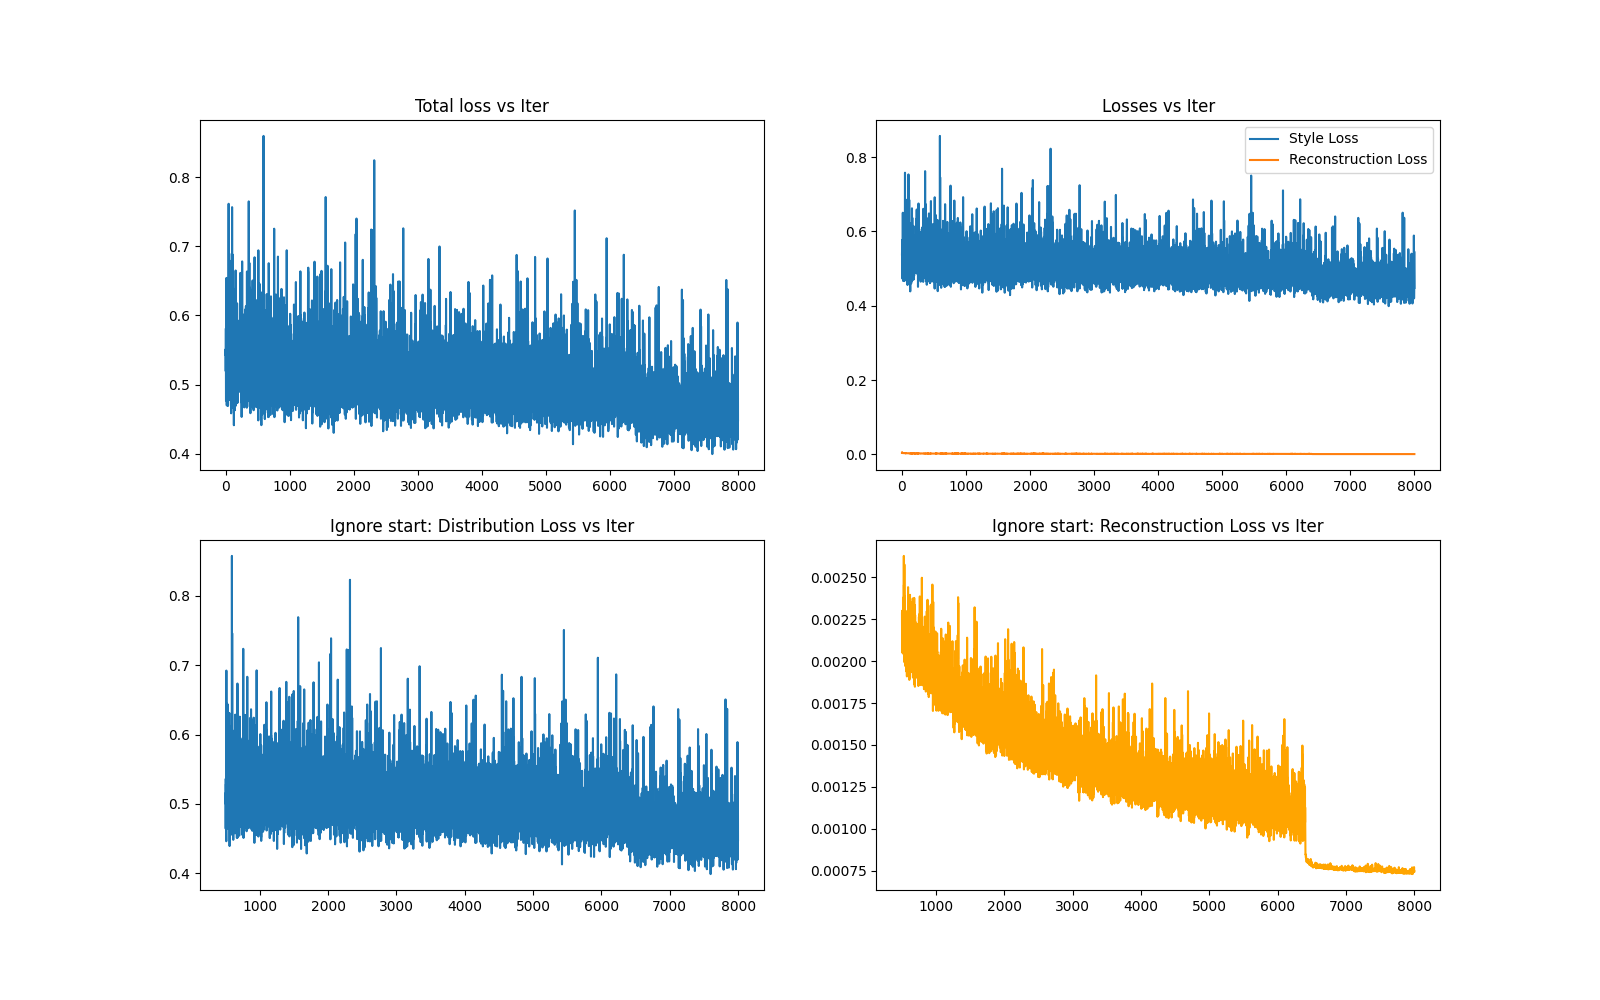 Total loss vs Iter
0.8
0.7
0.6
0.5
0.4
0 1000 2000 3000 4000 5000 6000 7000 8000
Losses vs Iter
Style Loss
Reconstruction Loss
0.8
0.6
0.4
0.2
0.0
0 1000 2000 3000 4000 5000 6000 7000 8000
Ignore start: Distribution Loss vs Iter
0.8
0.7
0.6
0.5
0.4
1000 2000 3000 4000 5000 6000 7000 8000
Ignore start: Reconstruction Loss vs Iter
0.00250
0.00225
0.00200
0.00175
0.00150
0.00125
0.00100
0.00075
1000 2000 3000 4000 5000 6000 7000 8000